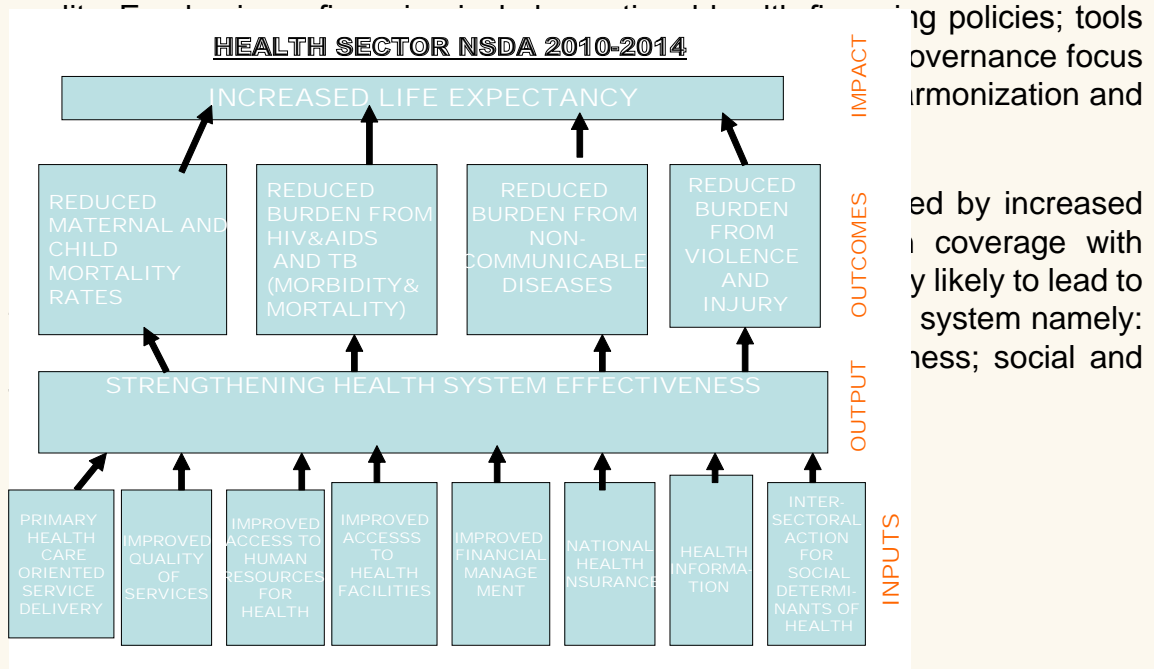 ng policies; tools
HEALTH SECTOR NSDA 2010-2014
overnance focus
INCREASED LIFE EXPECTANCY
IMPACT
rmonization and
REDUCED
MATERNAL AND
CHILD
MORTALITY
RATES
REDUCED
BURDEN FROM
HIV&AIDS
AND TB
(MORBIDITY&
MORTALITY)
REDUCED
BURDEN FROM
NON-
COMMUNICABLE
DISEASES
REDUCED
BURDEN
FROM
VIOLENCE
AND
INJURY
OUTCOMES
ed by increased
coverage with
y likely to lead to
system namely:
ness; social and
STRENGTHENING HEALTH SYSTEM EFFECTIVENESS
OUTPUT
PRIMARY
HEALTH
CARE
ORIENTED
SERVICE
DELIVERY
IMPROVED
QUALITY
OF
SERVICES
IMPROVED
ACCESS TO
HUMAN
RESOURCES
FOR
HEALTH
IMPROVED
ACCESSS
TO
HEALTH
FACILITIES
IMPROVED
FINANCIAL
MANAGE
MENT
NATIONAL
HEALTH
INSURANCE
HEALTH
INFORMA-
TION
INTER-
SECTORAL
ACTION
FOR
SOCIAL
DETERMI-
NANTS OF
HEALTH
INPUTS